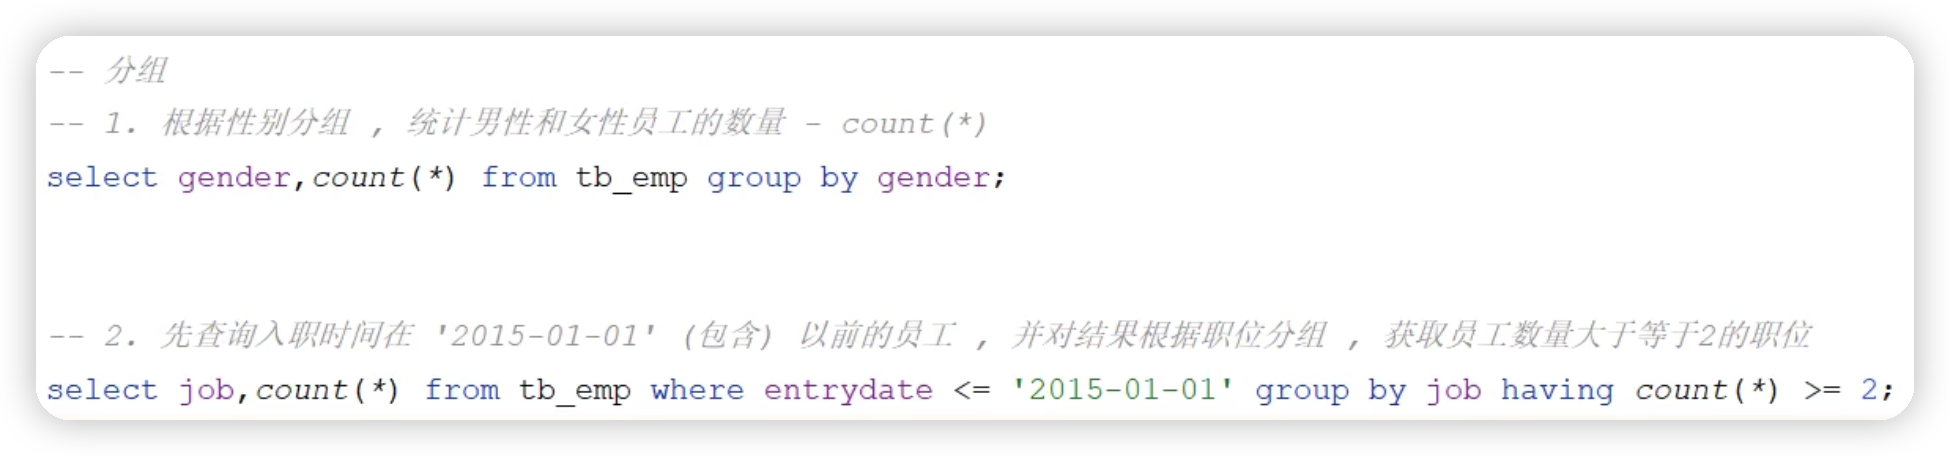 -- 分组
-- 1. 根据性别分组 , 统计男性和女性员工的数量 - count(*)
select gender,count(*) from tb_emp group by gender;
-- 2. 先查询入职时间在 '2015-01-01' (包含) 以前的员工 , 并对结果根据职位分组 , 获取员工数量大于等于2的职位
select job,count(*) from tb_emp where entrydate <= '2015-01-01' group by job having count(*) >= 2;